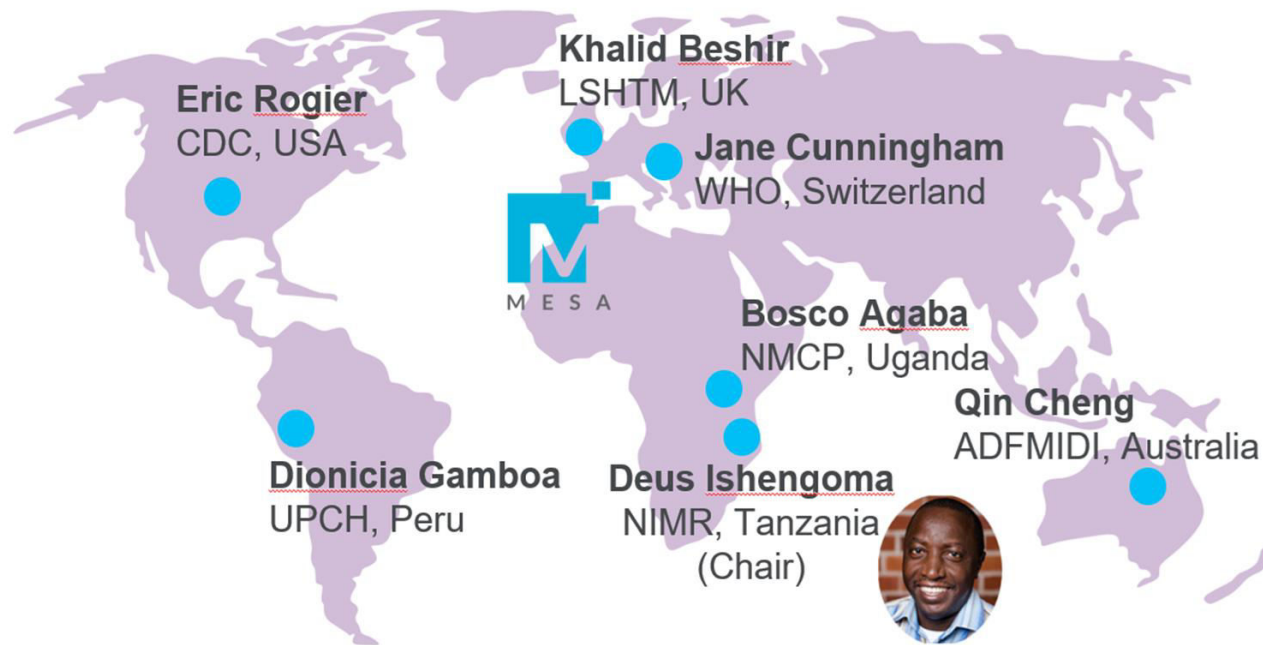 Khalid Beshir
LSHTM, UK
Eric Rogier
CDC, USA
Jane Cunningham
WHO, Switzerland
MESA
Bosco Agaba
NMCP, Uganda
Qin Cheng
ADFMIDI, Australia
Dionicia Gamboa
UPCH, Peru
Deus Ishengoma
NIMR, Tanzania
(Chair)